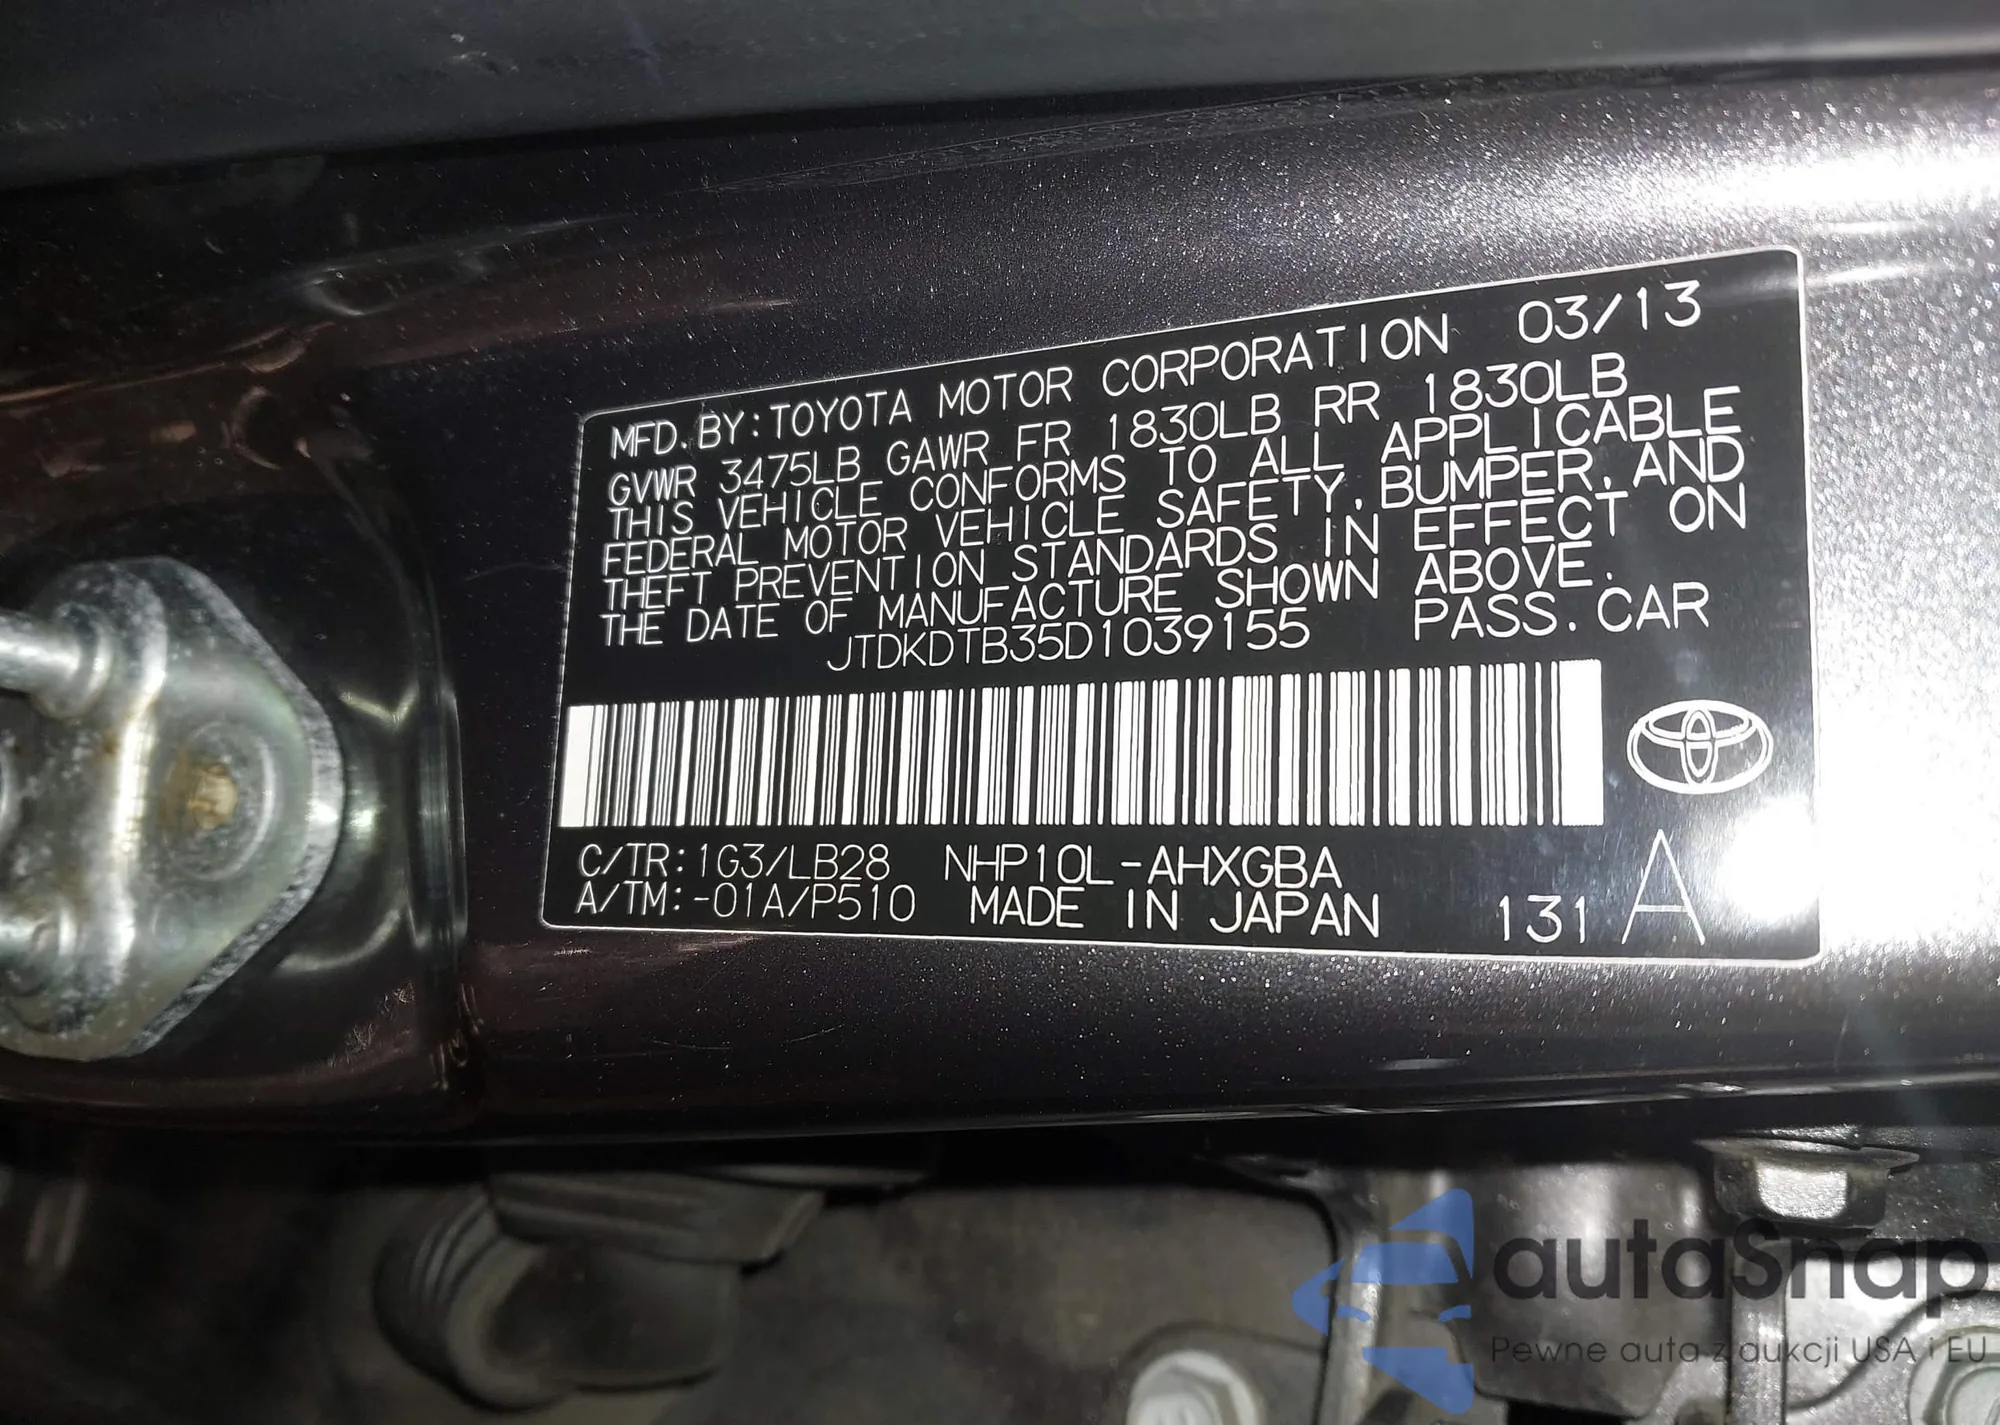 MFD. BY: TOYOTA MOTOR CORPORATION 03/13
GVWR 3475LB GAWR FR 1830LB RR 1830LB
THIS VEHICLE CONFORMS TO ALL APPLICABLE
FEDERAL MOTOR VEHICLE SAFETY, BUMPER, AND
THEFT PREVENTION STANDARDS IN EFFECT ON
THE DATE OF MANUFACTURE SHOWN ABOVE.
JTDKDTB35D1039155 PASS. CAR
C/TR: 1G3/LB28 NHP10L-AHXGBA
A/TM: -01A/P510 MADE IN JAPAN 131 A
autaSnap
Pewne auta z aukcji USA i EU